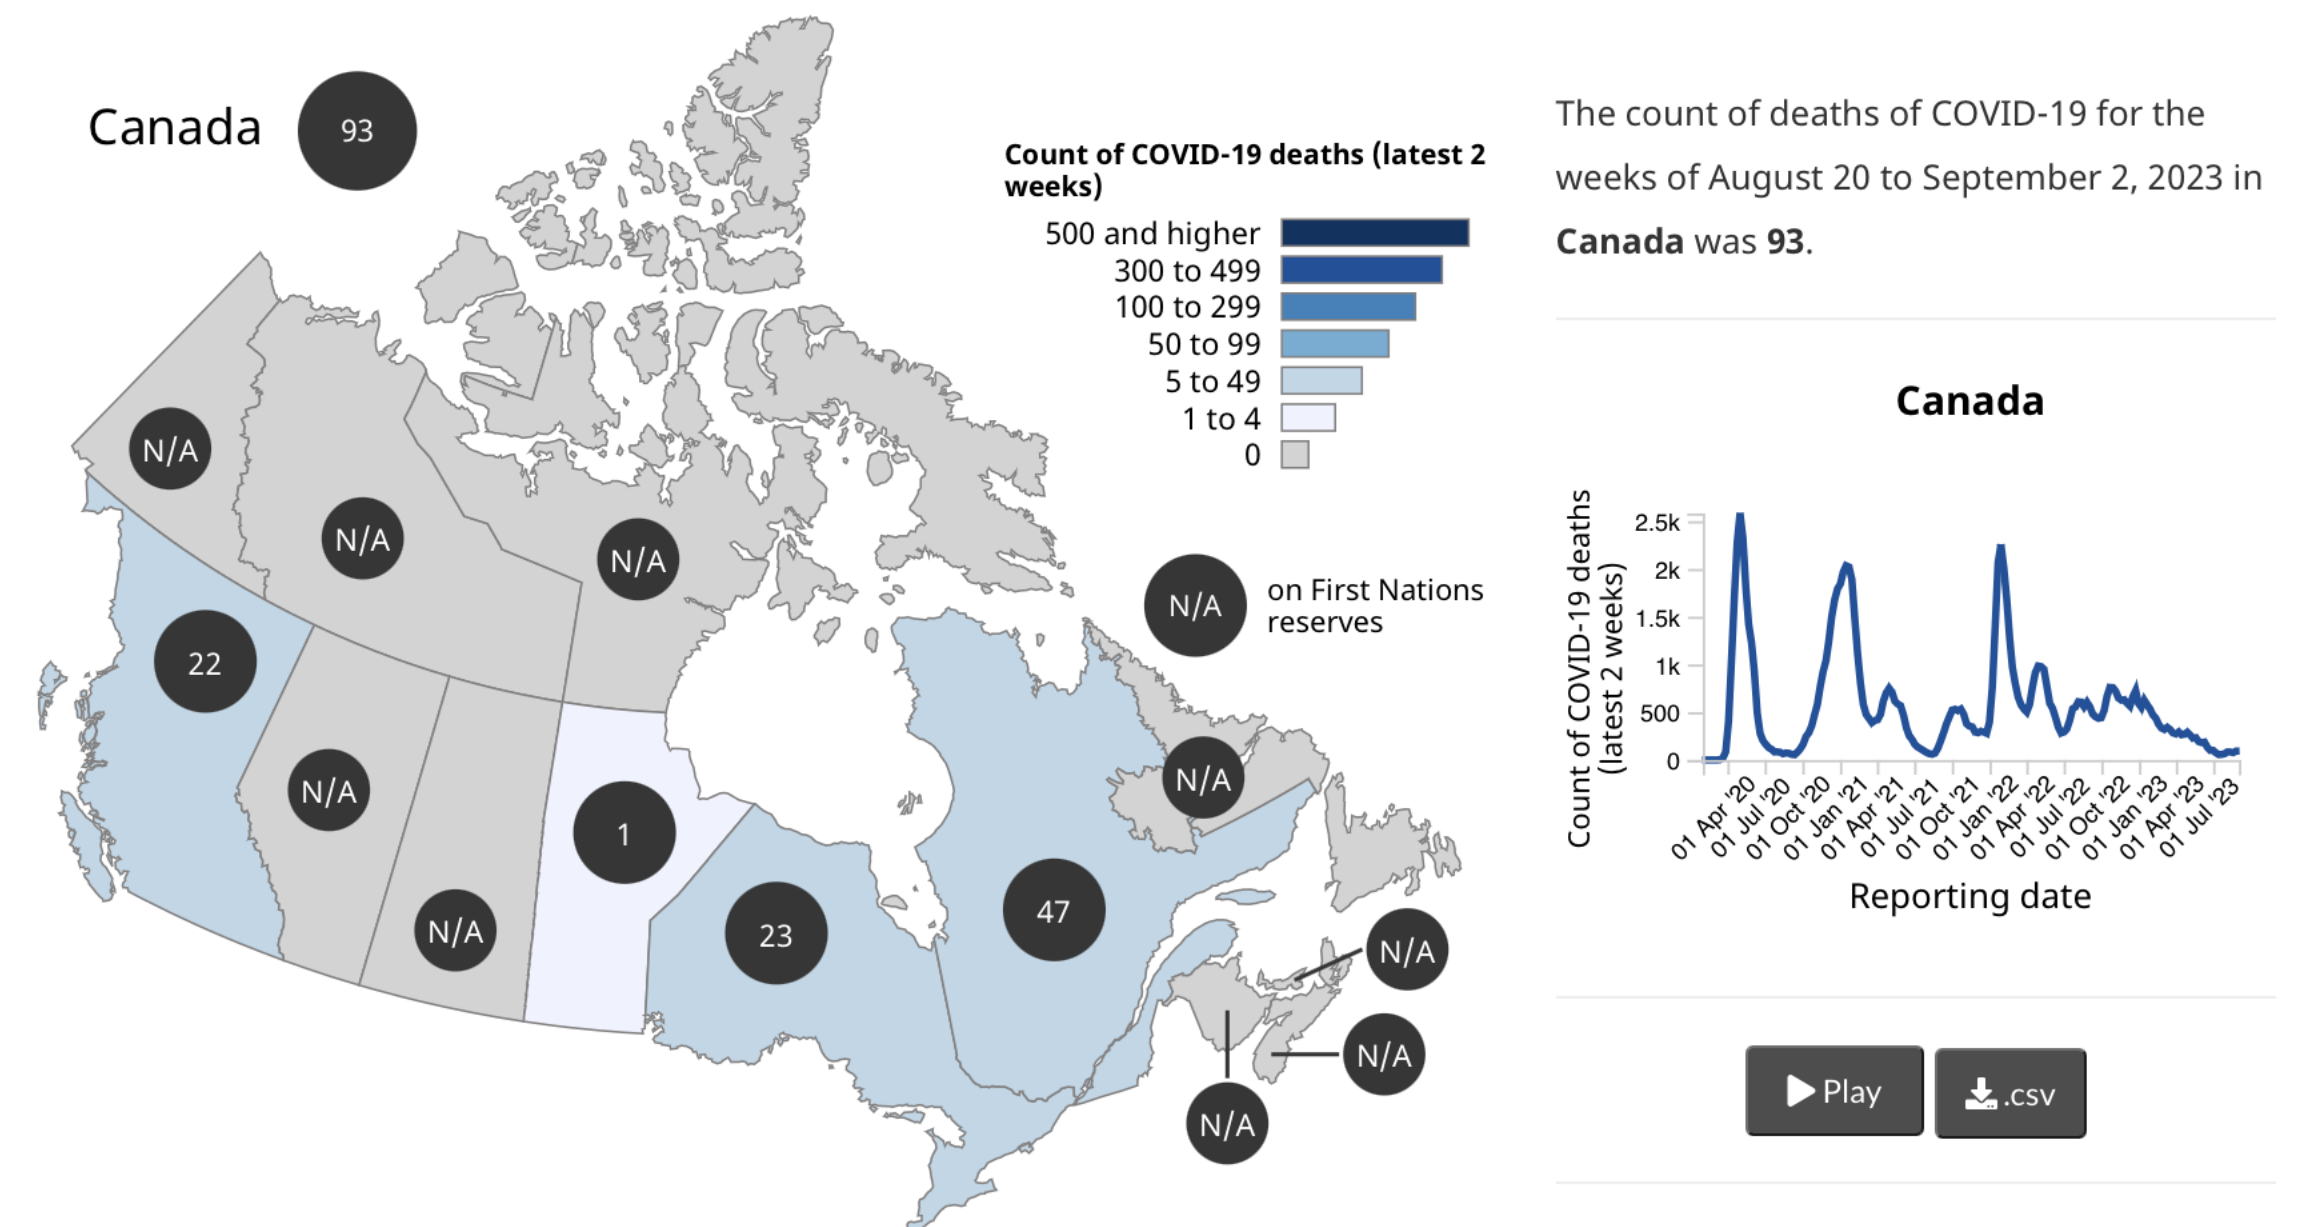 Canada
93
Count of COVID-19 deaths (latest 2
weeks)
500 and higher
300 to 499
100 to 299
50 to 99
5 to 49
1 to 4
0
N/A
N/A
N/A
N/A
on First Nations
reserves
22
N/A
N/A
1
N/A
23
47
N/A
N/A
N/A
The count of deaths of COVID-19 for the
weeks of August 20 to September 2, 2023 in
Canada was 93.
Canada
Count of COVID-19 deaths
(latest 2 weeks)
2.5k
2k
1.5k
1k
500
0
01 Apr '20
01 Jul '20
01 Oct '20
01 Jan '21
01 Apr '21
01 Jul '21
01 Oct '21
01 Jan '22
01 Apr '22
01 Jul '22
01 Oct '22
01 Jan '23
01 Apr '23
01 Jul '23
Reporting date
Play
.csv